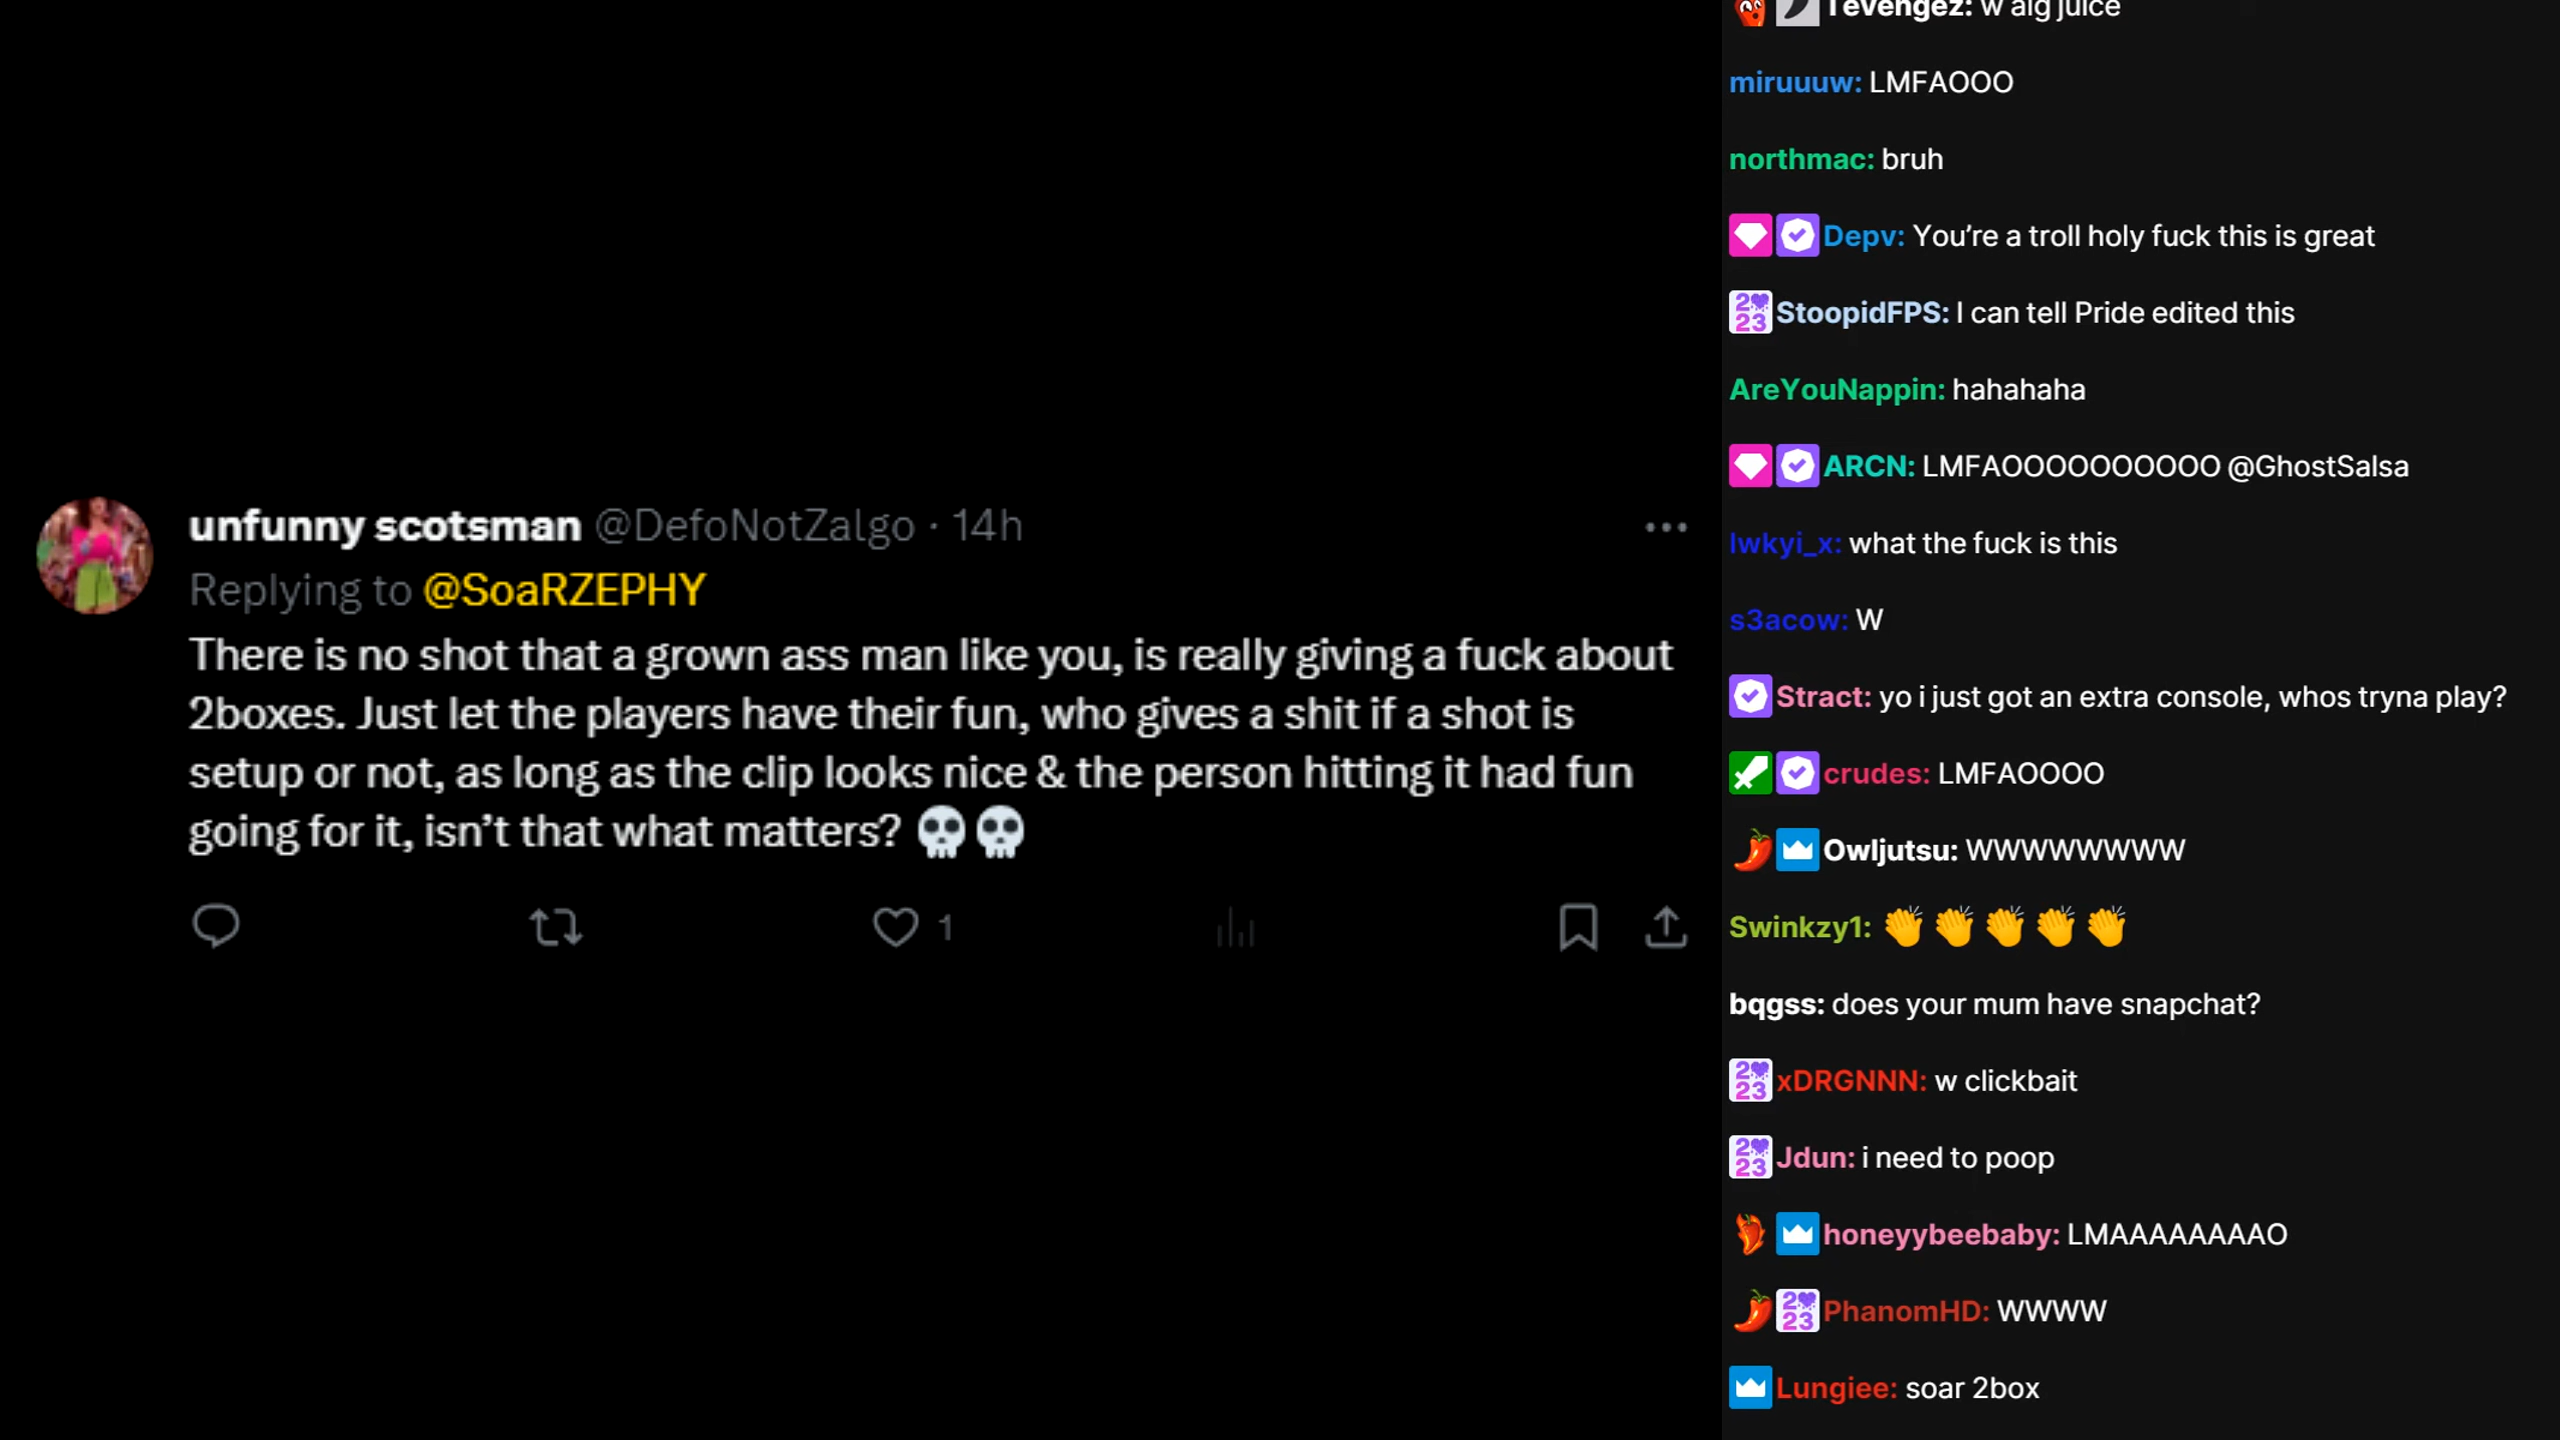 unfunny scotsman @DefoNotZalgo · 14h
Replying to @SoaRZEPHY
There is no shot that a grown ass man like you, is really giving a fuck about
2boxes. Just let the players have their fun, who gives a shit if a shot is
setup or not, as long as the clip looks nice & the person hitting it had fun
going for it, isn’t that what matters? 💀💀
1
w alg juice
miruuuw: LMFAOOO
northmac: bruh
Depv: You’re a troll holy fuck this is great
StoopidFPS: I can tell Pride edited this
AreYouNappin: hahahaha
ARCN: LMFAOOOOOOOOOO @GhostSalsa
lwkyi_x: what the fuck is this
s3acow: W
Stract: yo i just got an extra console, whos tryna play?
crudes: LMFAOOOO
Owljutsu: WWWWWWWW
Swinkzy1: 👏 👏 👏 👏 👏
bqgss: does your mum have snapchat?
xDRGNNN: w clickbait
Jdun: i need to poop
honeyybeebaby: LMAAAAAAAAO
PhanomHD: WWWW
Lungiee: soar 2box